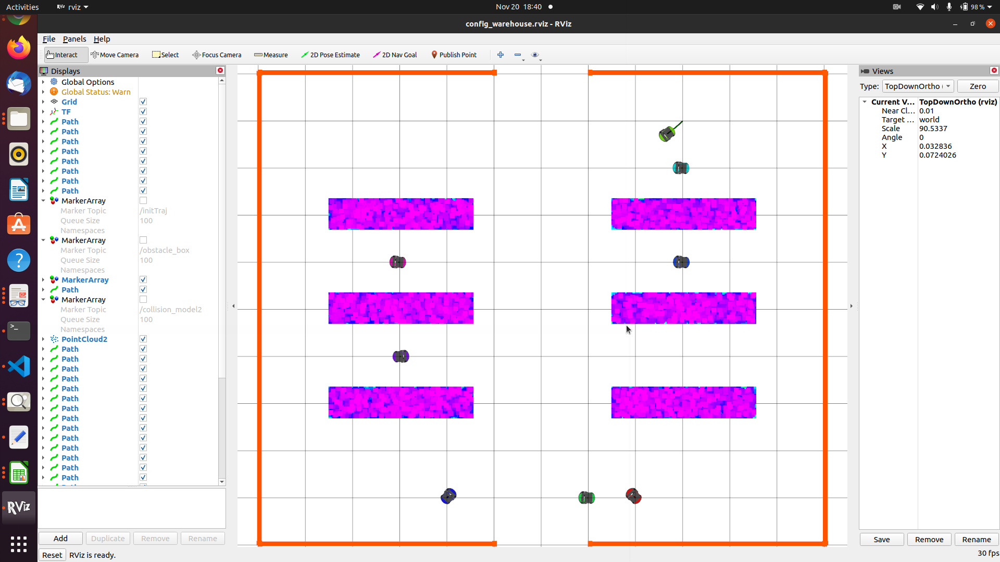 Activities
RViz rviz
Nov 20 18:40
98 %
config_warehouse.rviz - RViz
File Panels Help
Interact Move Camera Select Focus Camera Measure 2D Pose Estimate 2D Nav Goal Publish Point
Displays
Global Options
Global Status: Warn
Grid
TF
Path
Path
Path
Path
Path
Path
Path
Path
MarkerArray
Marker Topic /initTraj
Queue Size 100
Namespaces
MarkerArray
Marker Topic /obstacle_box
Queue Size 100
Namespaces
MarkerArray
Path
MarkerArray
Marker Topic /collision_model2
Queue Size 100
Namespaces
PointCloud2
Path
Path
Path
Path
Path
Path
Path
Path
Path
Path
Path
Path
Path
Path
Add Duplicate Remove Rename
Reset RViz is ready.
RViz
Views
Type: TopDownOrtho Zero
Current V... TopDownOrtho (rviz)
Near Cl... 0.01
Target ... world
Scale 90.5337
Angle 0
X 0.032836
Y 0.0724026
Save Remove Rename
30 fps